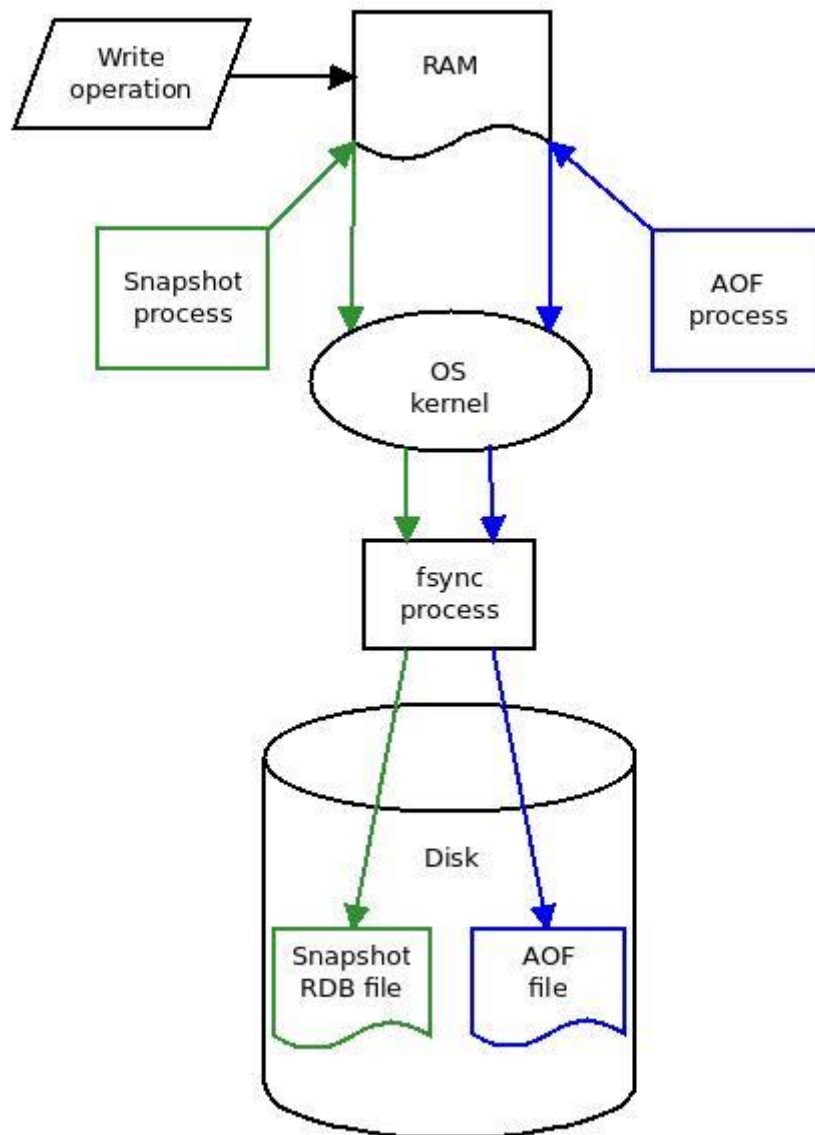 Write
operation
RAM
Snapshot
process
AOF
process
OS
kernel
fsync
process
Disk
Snapshot
RDB file
AOF
file